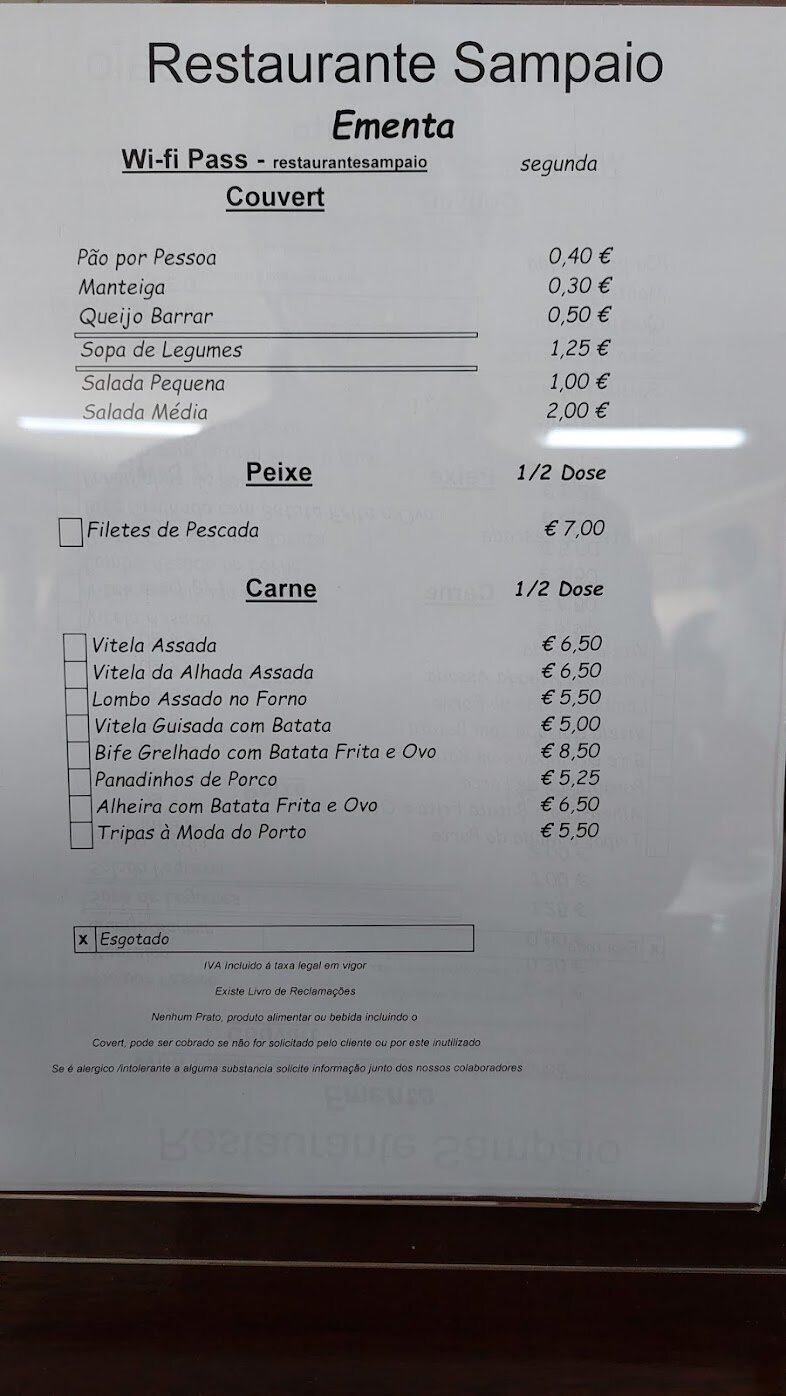 Restaurante Sampaio
Ementa
Wi-fi Pass - restaurantesampaio segunda
Couvert
Pão por Pessoa 0,40 €
Manteiga 0,30 €
Queijo Barrar 0,50 €
Sopa de Legumes 1,25 €
Salada Pequena 1,00 €
Salada Média 2,00 €
Peixe 1/2 Dose
Filetes de Pescada € 7,00
Carne 1/2 Dose
Vitela Assada € 6,50
Vitela da Alhada Assada € 6,50
Lombo Assado no Forno € 5,50
Vitela Guisada com Batata € 5,00
Bife Grelhado com Batata Frita e Ovo € 8,50
Panadinhos de Porco € 5,25
Alheira com Batata Frita e Ovo € 6,50
Tripas à Moda do Porto € 5,50
x Esgotado
IVA incluido á taxa legal em vigor
Existe Livro de Reclamações
Nenhum Prato, produto alimentar ou bebida incluindo o
Covert, pode ser cobrado se não for solicitado pelo cliente ou por este inutilizado
Se é alergico /intolerante a alguma substancia solicite informação junto dos nossos colaboradores